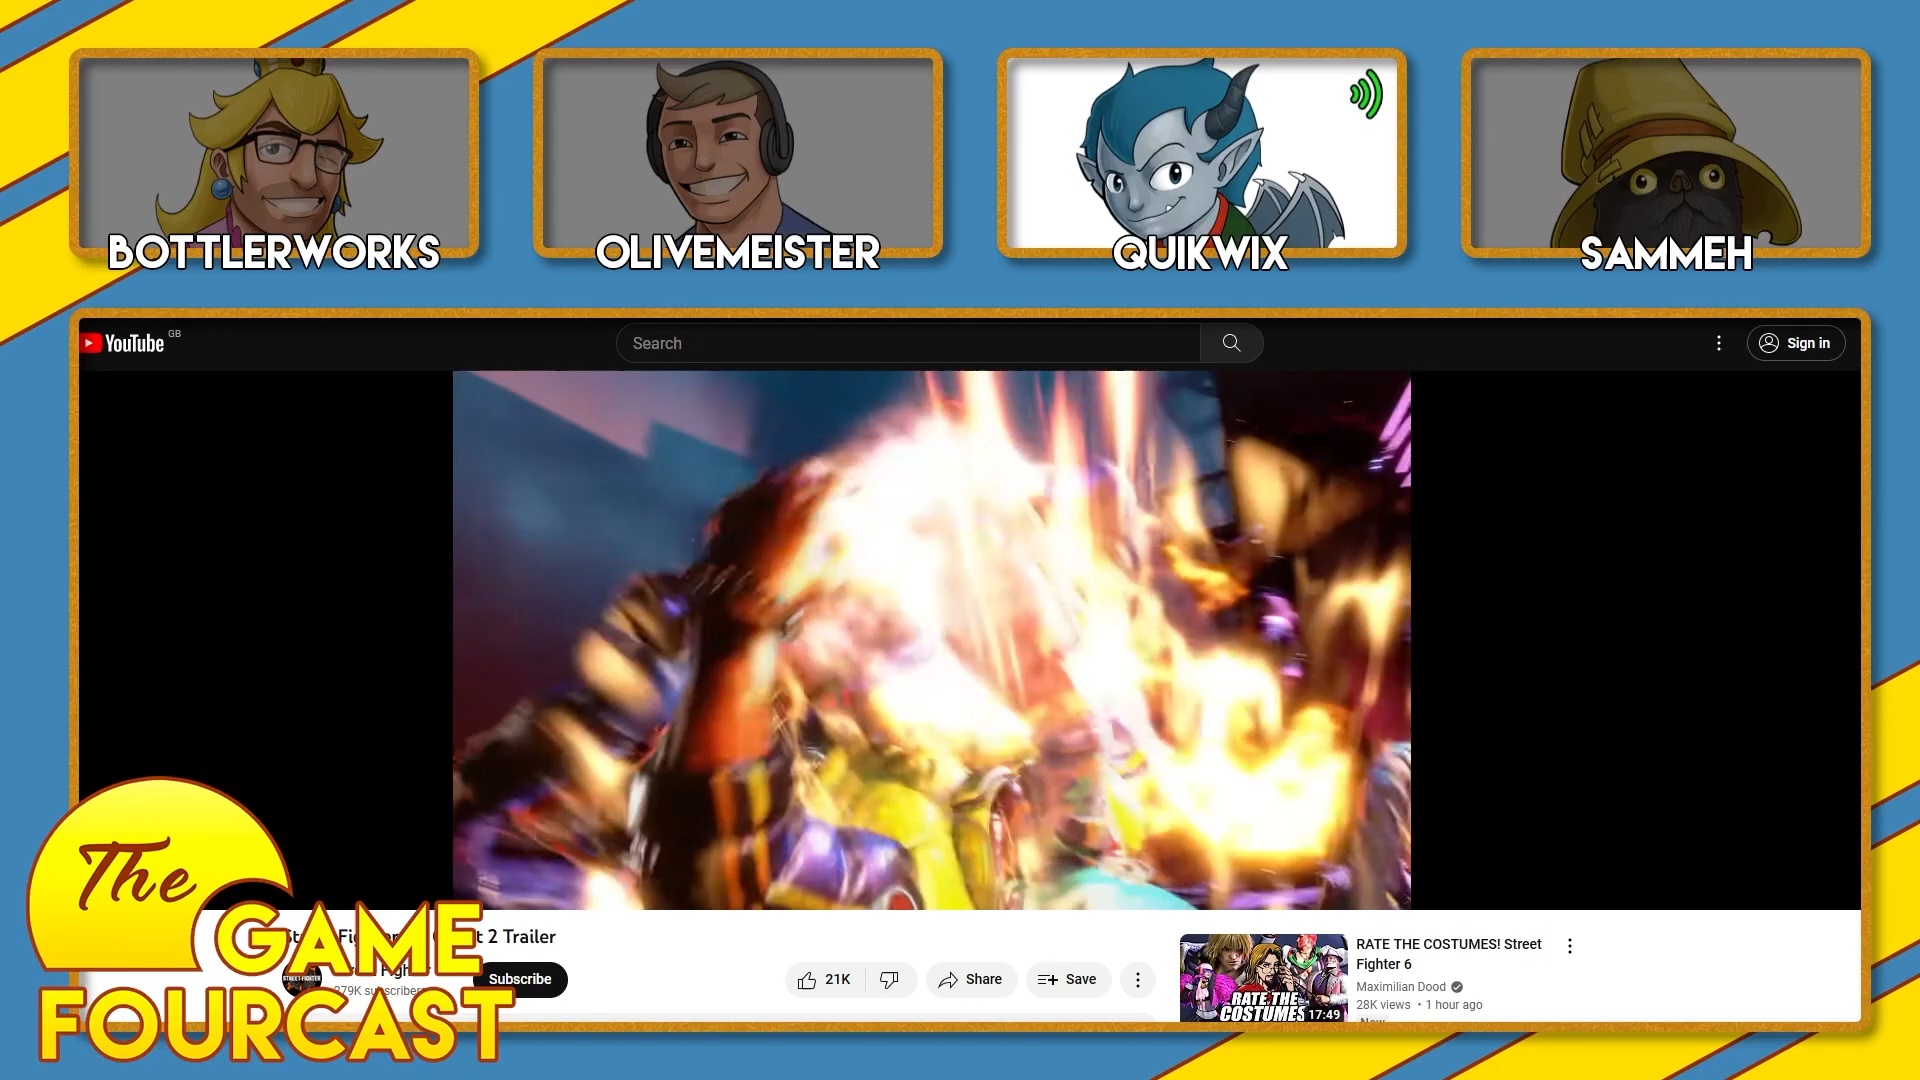 BOTTLERWORKS
OLIVEMEISTER
QUIKWIX
SAMMEH
YouTube GB
Search
Sign in
The
GAME
FOURCAST
2 Trailer
Subscribe
21K
Share
Save
RATE THE
COSTUMES
17:49
RATE THE COSTUMES! Street
Fighter 6
Maximilian Dood
28K views • 1 hour ago
New